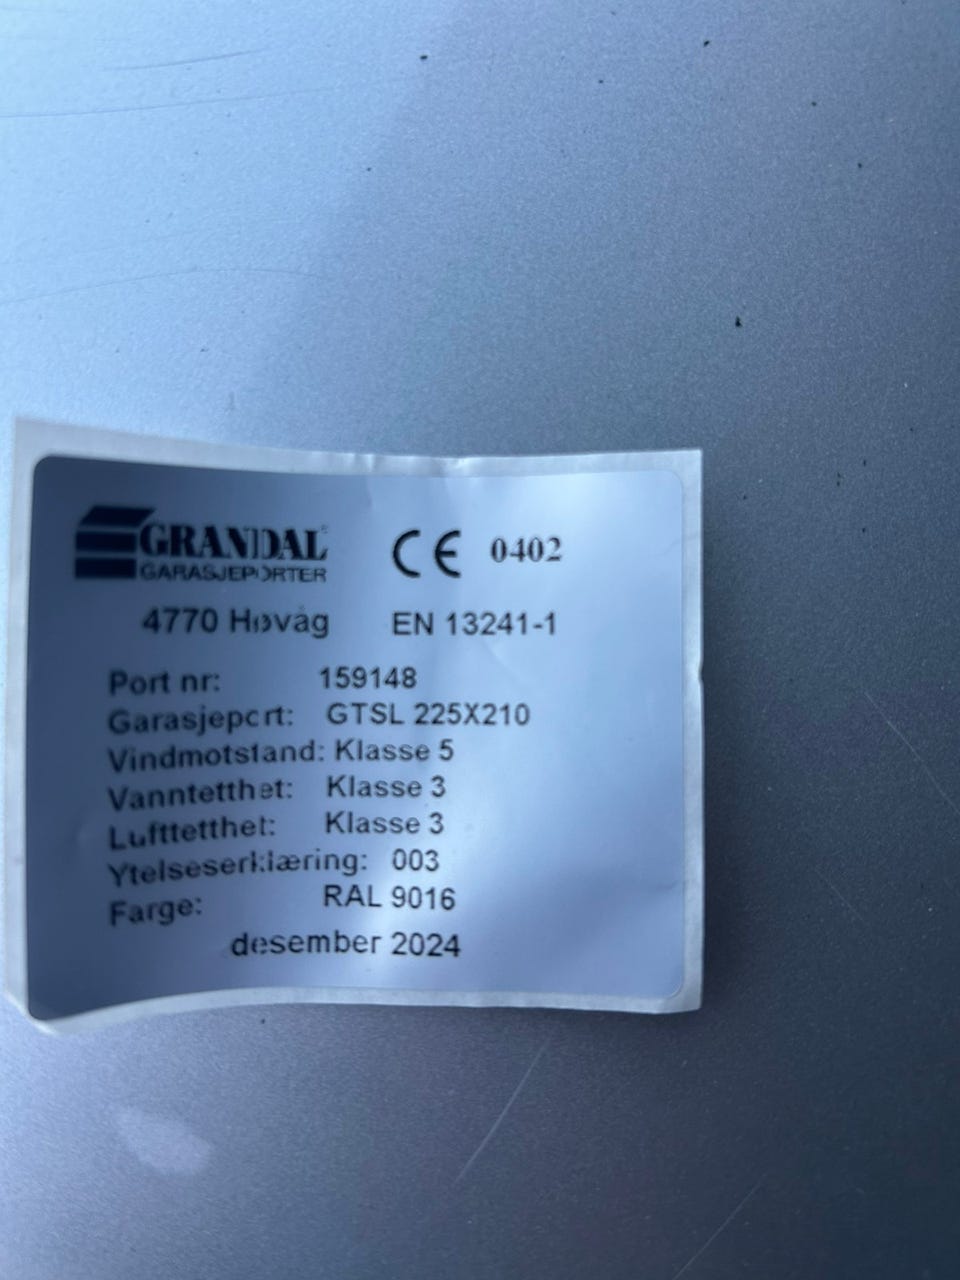 GRANDAL
GARASJEPORTER
CE 0402
4770 Høvåg EN 13241-1
Port nr: 159148
Garasjeport: GTSL 225X210
Vindmotstand: Klasse 5
Vanntetthet: Klasse 3
Lufttetthet: Klasse 3
Ytelseserklæring: 003
Farge: RAL 9016
desember 2024